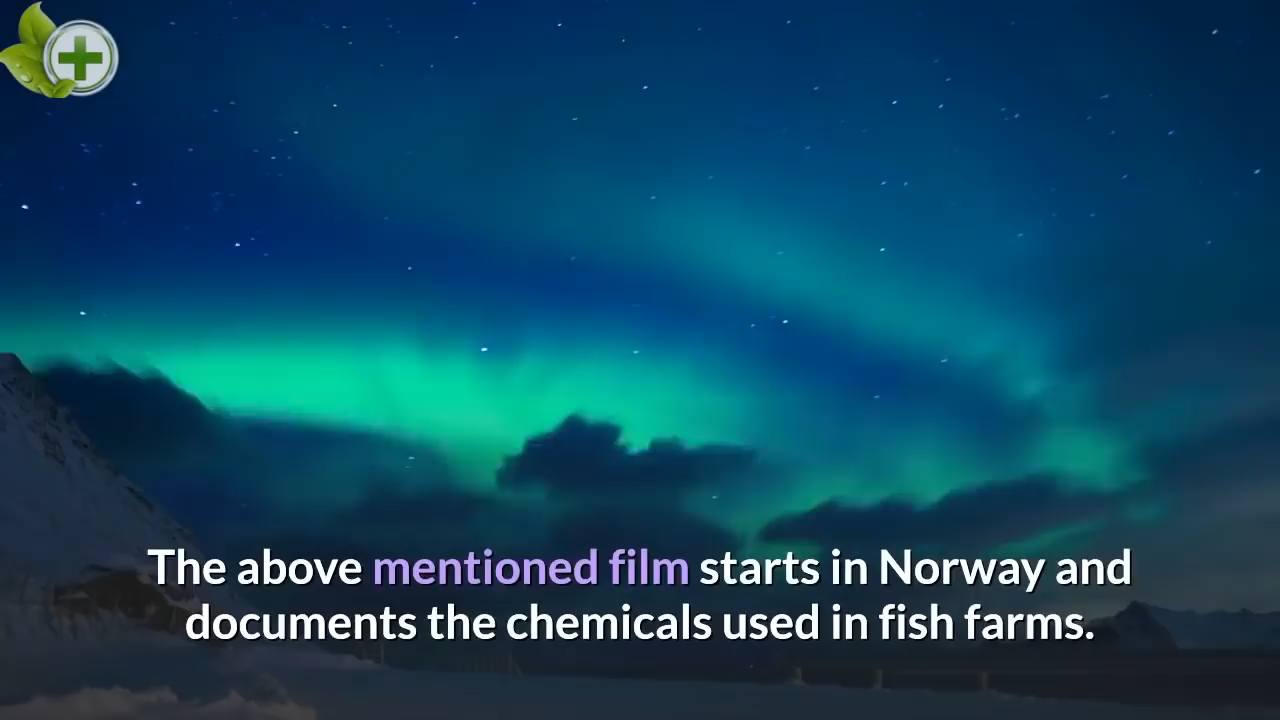 The above mentioned film starts in Norway and
documents the chemicals used in fish farms.